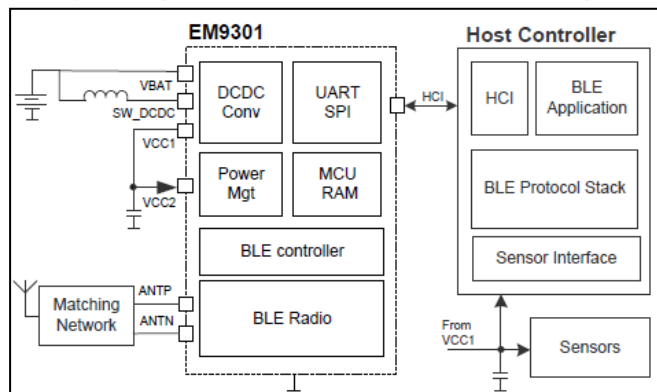 EM9301
Host Controller
VBAT
SW_DCDC
VCC1
VCC2
DCDC
Conv
UART
SPI
Power
Mgt
MCU
RAM
BLE controller
BLE Radio
Matching
Network
ANTP
ANTN
HCI
HCI
BLE
Application
BLE Protocol Stack
Sensor Interface
From
VCC1
Sensors